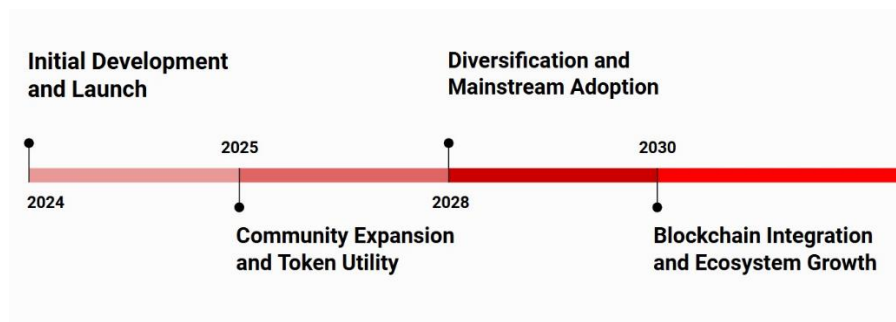 Initial Development
and Launch
Diversification and
Mainstream Adoption
2025
2030
2024
2028
Community Expansion
and Token Utility
Blockchain Integration
and Ecosystem Growth